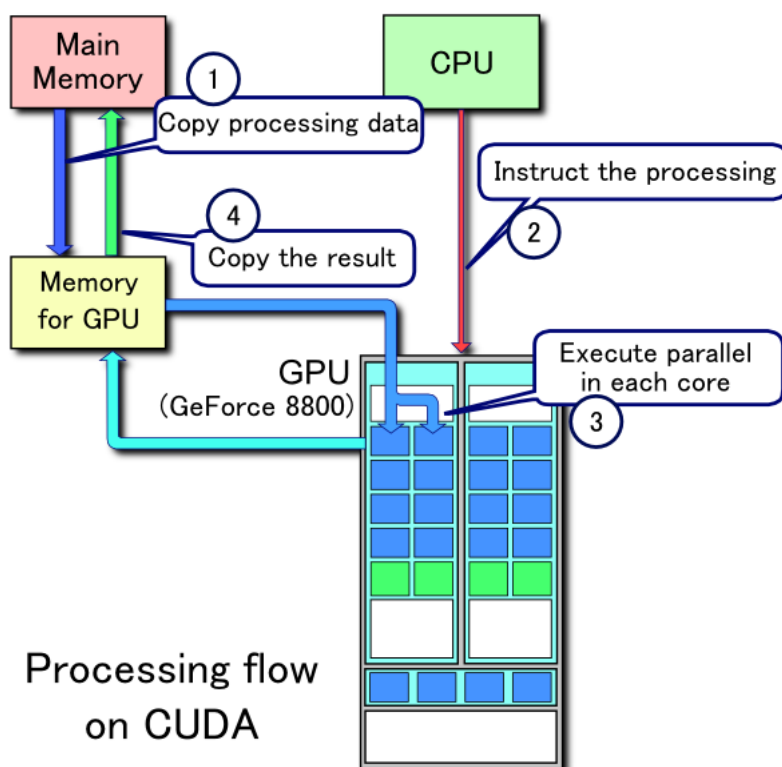 Main
Memory
CPU
1
Copy processing data
Instruct the processing
2
4
Copy the result
Memory
for GPU
GPU
(GeForce 8800)
Execute parallel
in each core
3
Processing flow
on CUDA